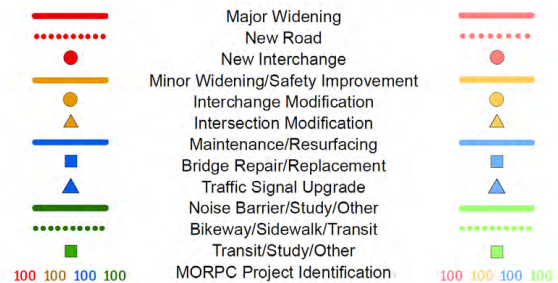 Major Widening
New Road
New Interchange
Minor Widening/Safety Improvement
Interchange Modification
Intersection Modification
Maintenance/Resurfacing
Bridge Repair/Replacement
Traffic Signal Upgrade
Noise Barrier/Study/Other
Bikeway/Sidewalk/Transit
Transit/Study/Other
100 100 100 100 MORPC Project Identification 100 100 100 100